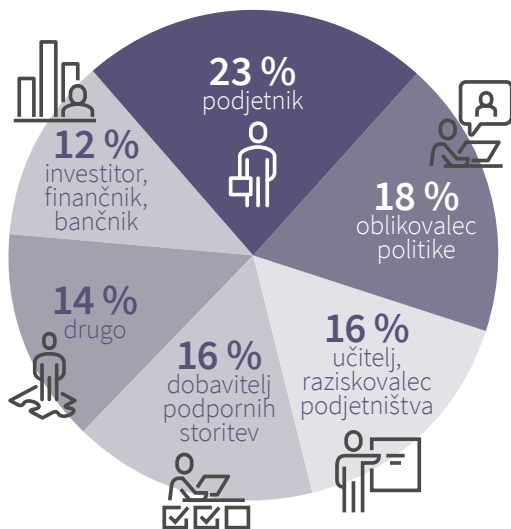 23 %
podjetnik
18 %
oblikovalec
politike
16 %
učitelj,
raziskovalec
podjetništva
16 %
dobavitelj
podpornih
storitev
14 %
drugo
12 %
investitor,
finančnik,
bančnik